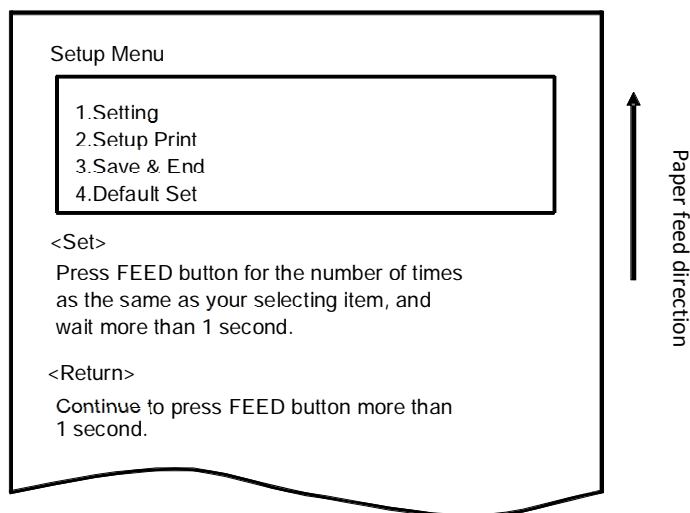 Setup Menu
1.Setting
2.Setup Print
3.Save & End
4.Default Set
<Set>
Press FEED button for the number of times
as the same as your selecting item, and
wait more than 1 second.
<Return>
Continue to press FEED button more than
1 second.
Paper feed direction